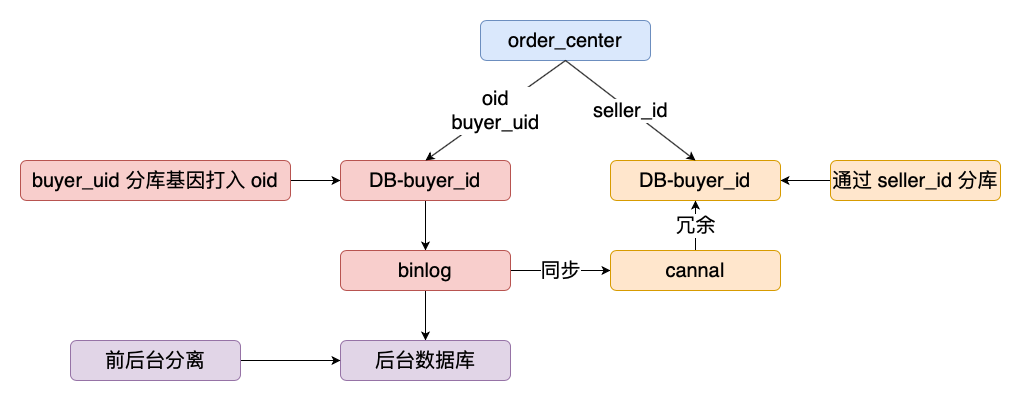 order_center
oid
buyer_uid
seller_id
buyer_uid 分库基因打入 oid
DB-buyer_id
DB-buyer_id
通过 seller_id 分库
冗余
binlog
同步
cannal
前后台分离
后台数据库